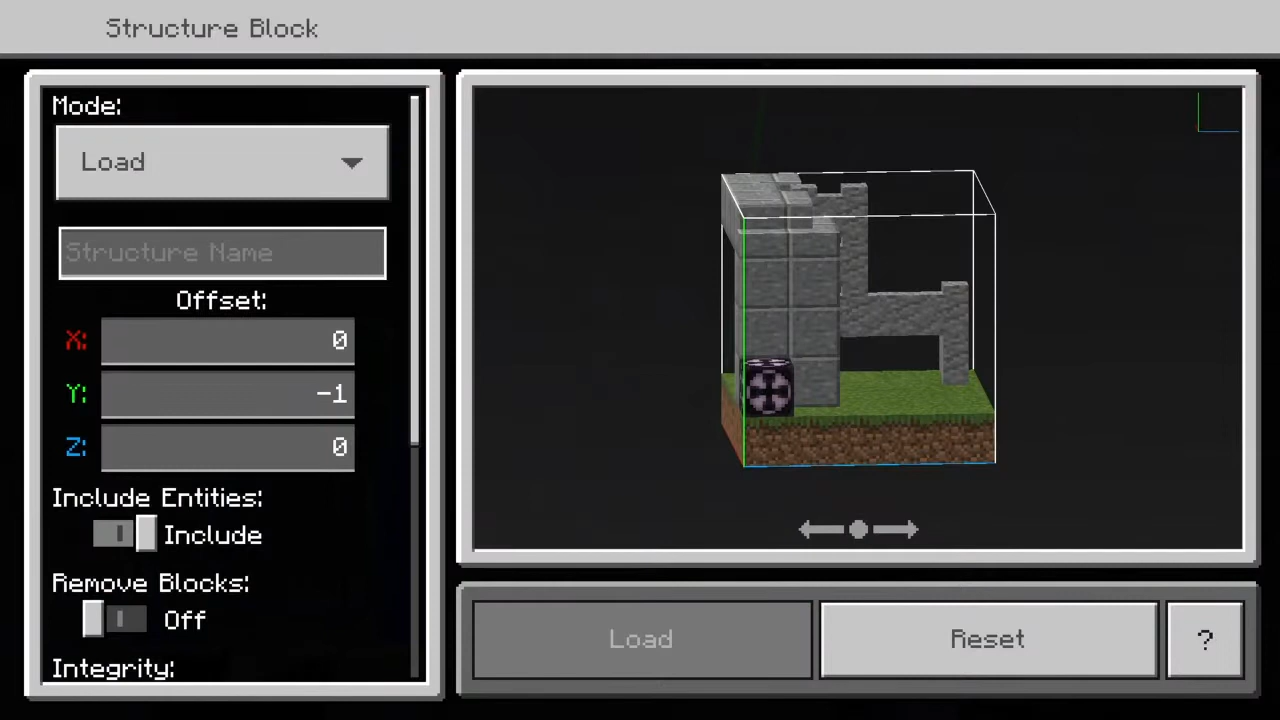 Structure Block
Mode:
Load
Structure Name
Offset:
X: 0
Y: -1
Z: 0
Include Entities:
Include
Remove Blocks:
Off
Integrity:
Load
Reset
?